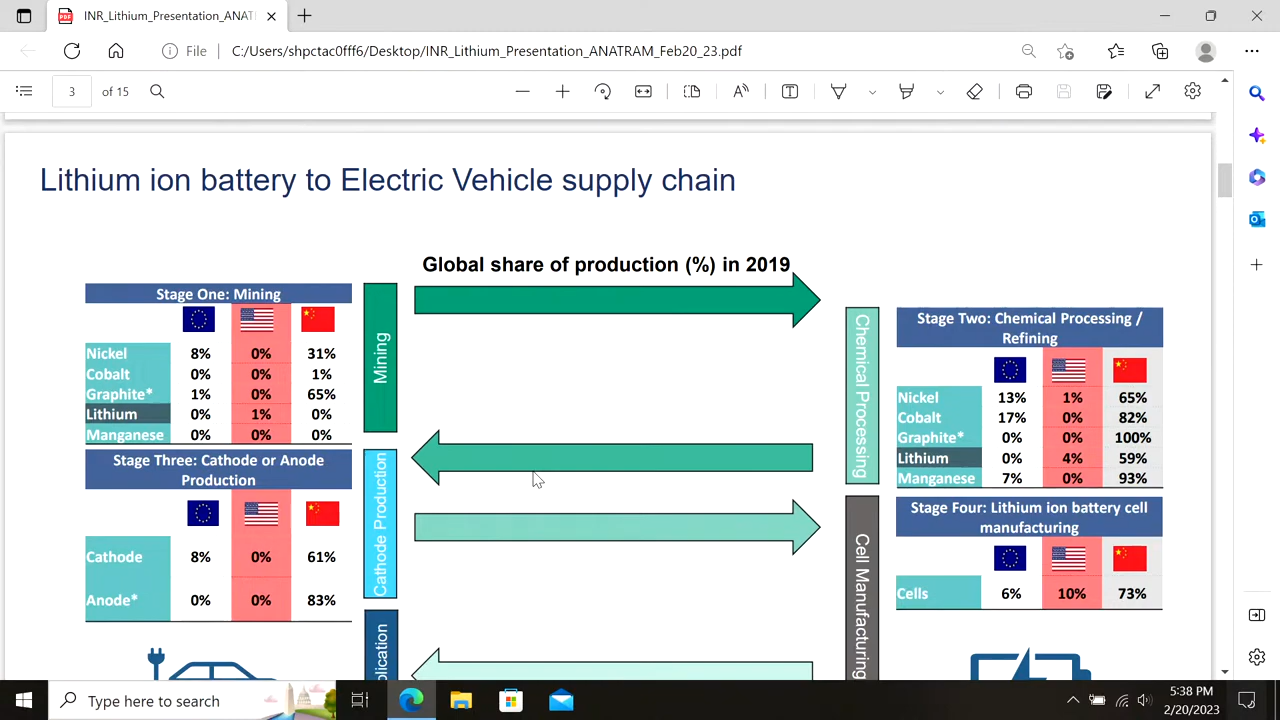 INR_Lithium_Presentation_ANAT
File
C:/Users/shpctac0fff6/Desktop/INR_Lithium_Presentation_ANATRAM_Feb20_23.pdf
3 of 15
Lithium ion battery to Electric Vehicle supply chain
Global share of production (%) in 2019
Stage One: Mining
Nickel 8% 0% 31%
Cobalt 0% 0% 1%
Graphite* 1% 0% 65%
Lithium 0% 1% 0%
Manganese 0% 0% 0%
Mining
Chemical Processing
Stage Two: Chemical Processing /
Refining
Nickel 13% 1% 65%
Cobalt 17% 0% 82%
Graphite* 0% 0% 100%
Lithium 0% 4% 59%
Manganese 7% 0% 93%
Stage Three: Cathode or Anode
Production
Cathode 8% 0% 61%
Anode* 0% 0% 83%
Cathode Production
Cell Manufacturing
Stage Four: Lithium ion battery cell
manufacturing
Cells 6% 10% 73%
plication
Type here to search
5:38 PM
2/20/2023